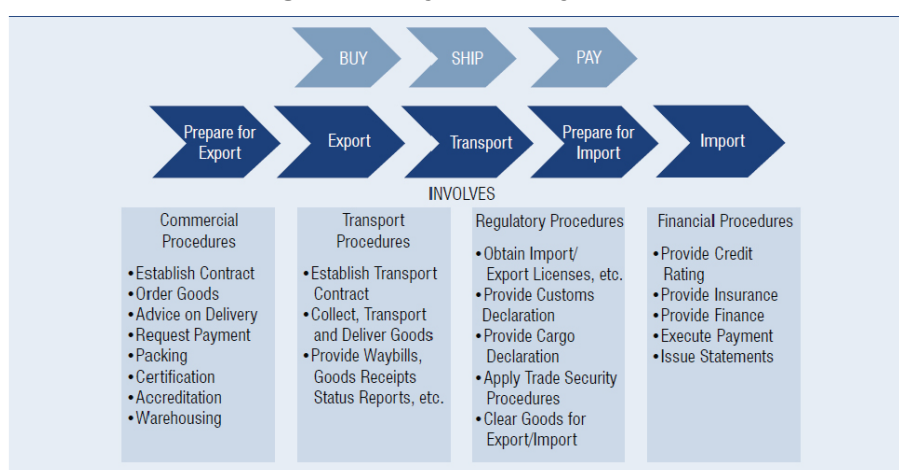 BUY
SHIP
PAY
Prepare for
Export
Export
Transport
Prepare for
Import
Import
INVOLVES
Commercial
Procedures
•Establish Contract
•Order Goods
•Advice on Delivery
•Request Payment
•Packing
•Certification
•Accreditation
•Warehousing
Transport
Procedures
•Establish Transport
Contract
•Collect, Transport
and Deliver Goods
•Provide Waybills,
Goods Receipts
Status Reports, etc.
Regulatory Procedures
•Obtain Import/
Export Licenses, etc.
•Provide Customs
Declaration
•Provide Cargo
Declaration
•Apply Trade Security
Procedures
•Clear Goods for
Export/Import
Financial Procedures
•Provide Credit
Rating
•Provide Insurance
•Provide Finance
•Execute Payment
•Issue Statements